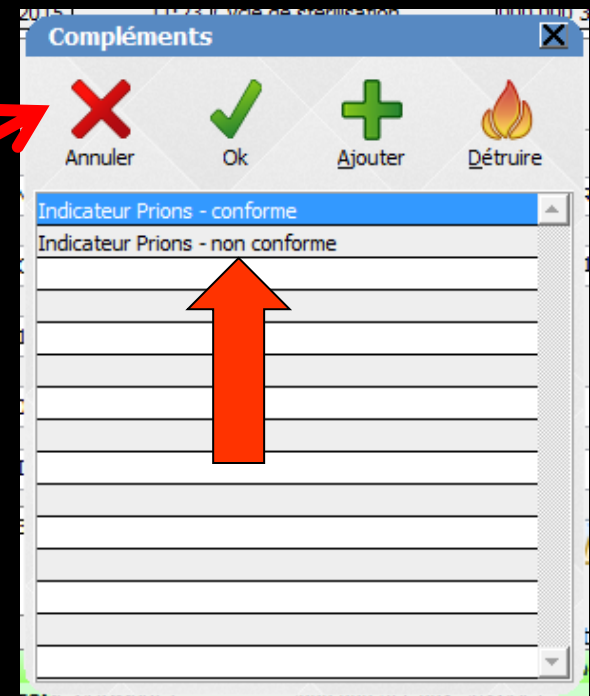 Compléments
Annuler Ok Ajouter Détruire
Indicateur Prions - conforme
Indicateur Prions - non conforme